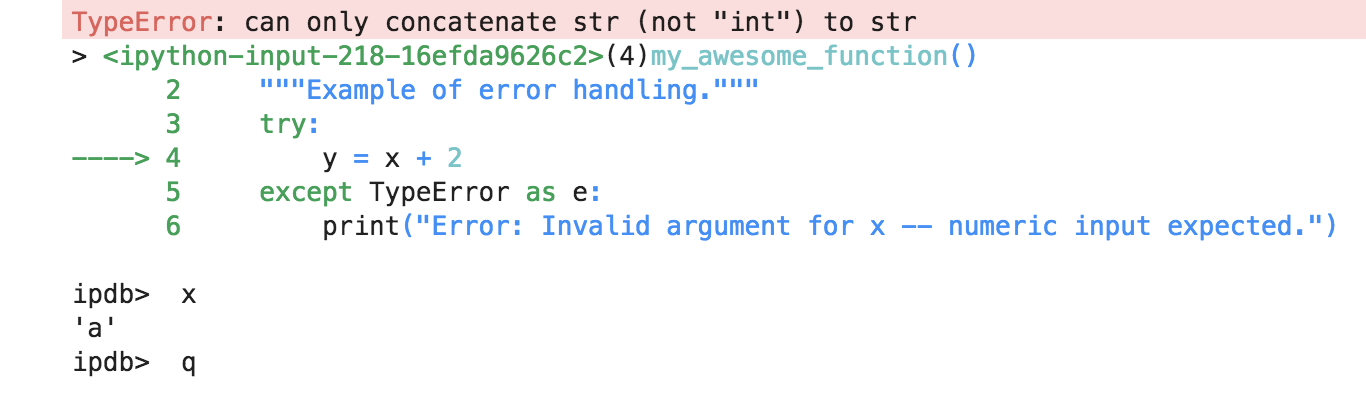 TypeError: can only concatenate str (not "int") to str
> <ipython-input-218-16efda9626c2>(4)my_awesome_function()
      2     """Example of error handling."""
      3     try:
----> 4         y = x + 2
      5     except TypeError as e:
      6         print("Error: Invalid argument for x -- numeric input expected.")

ipdb>  x
'a'
ipdb>  q